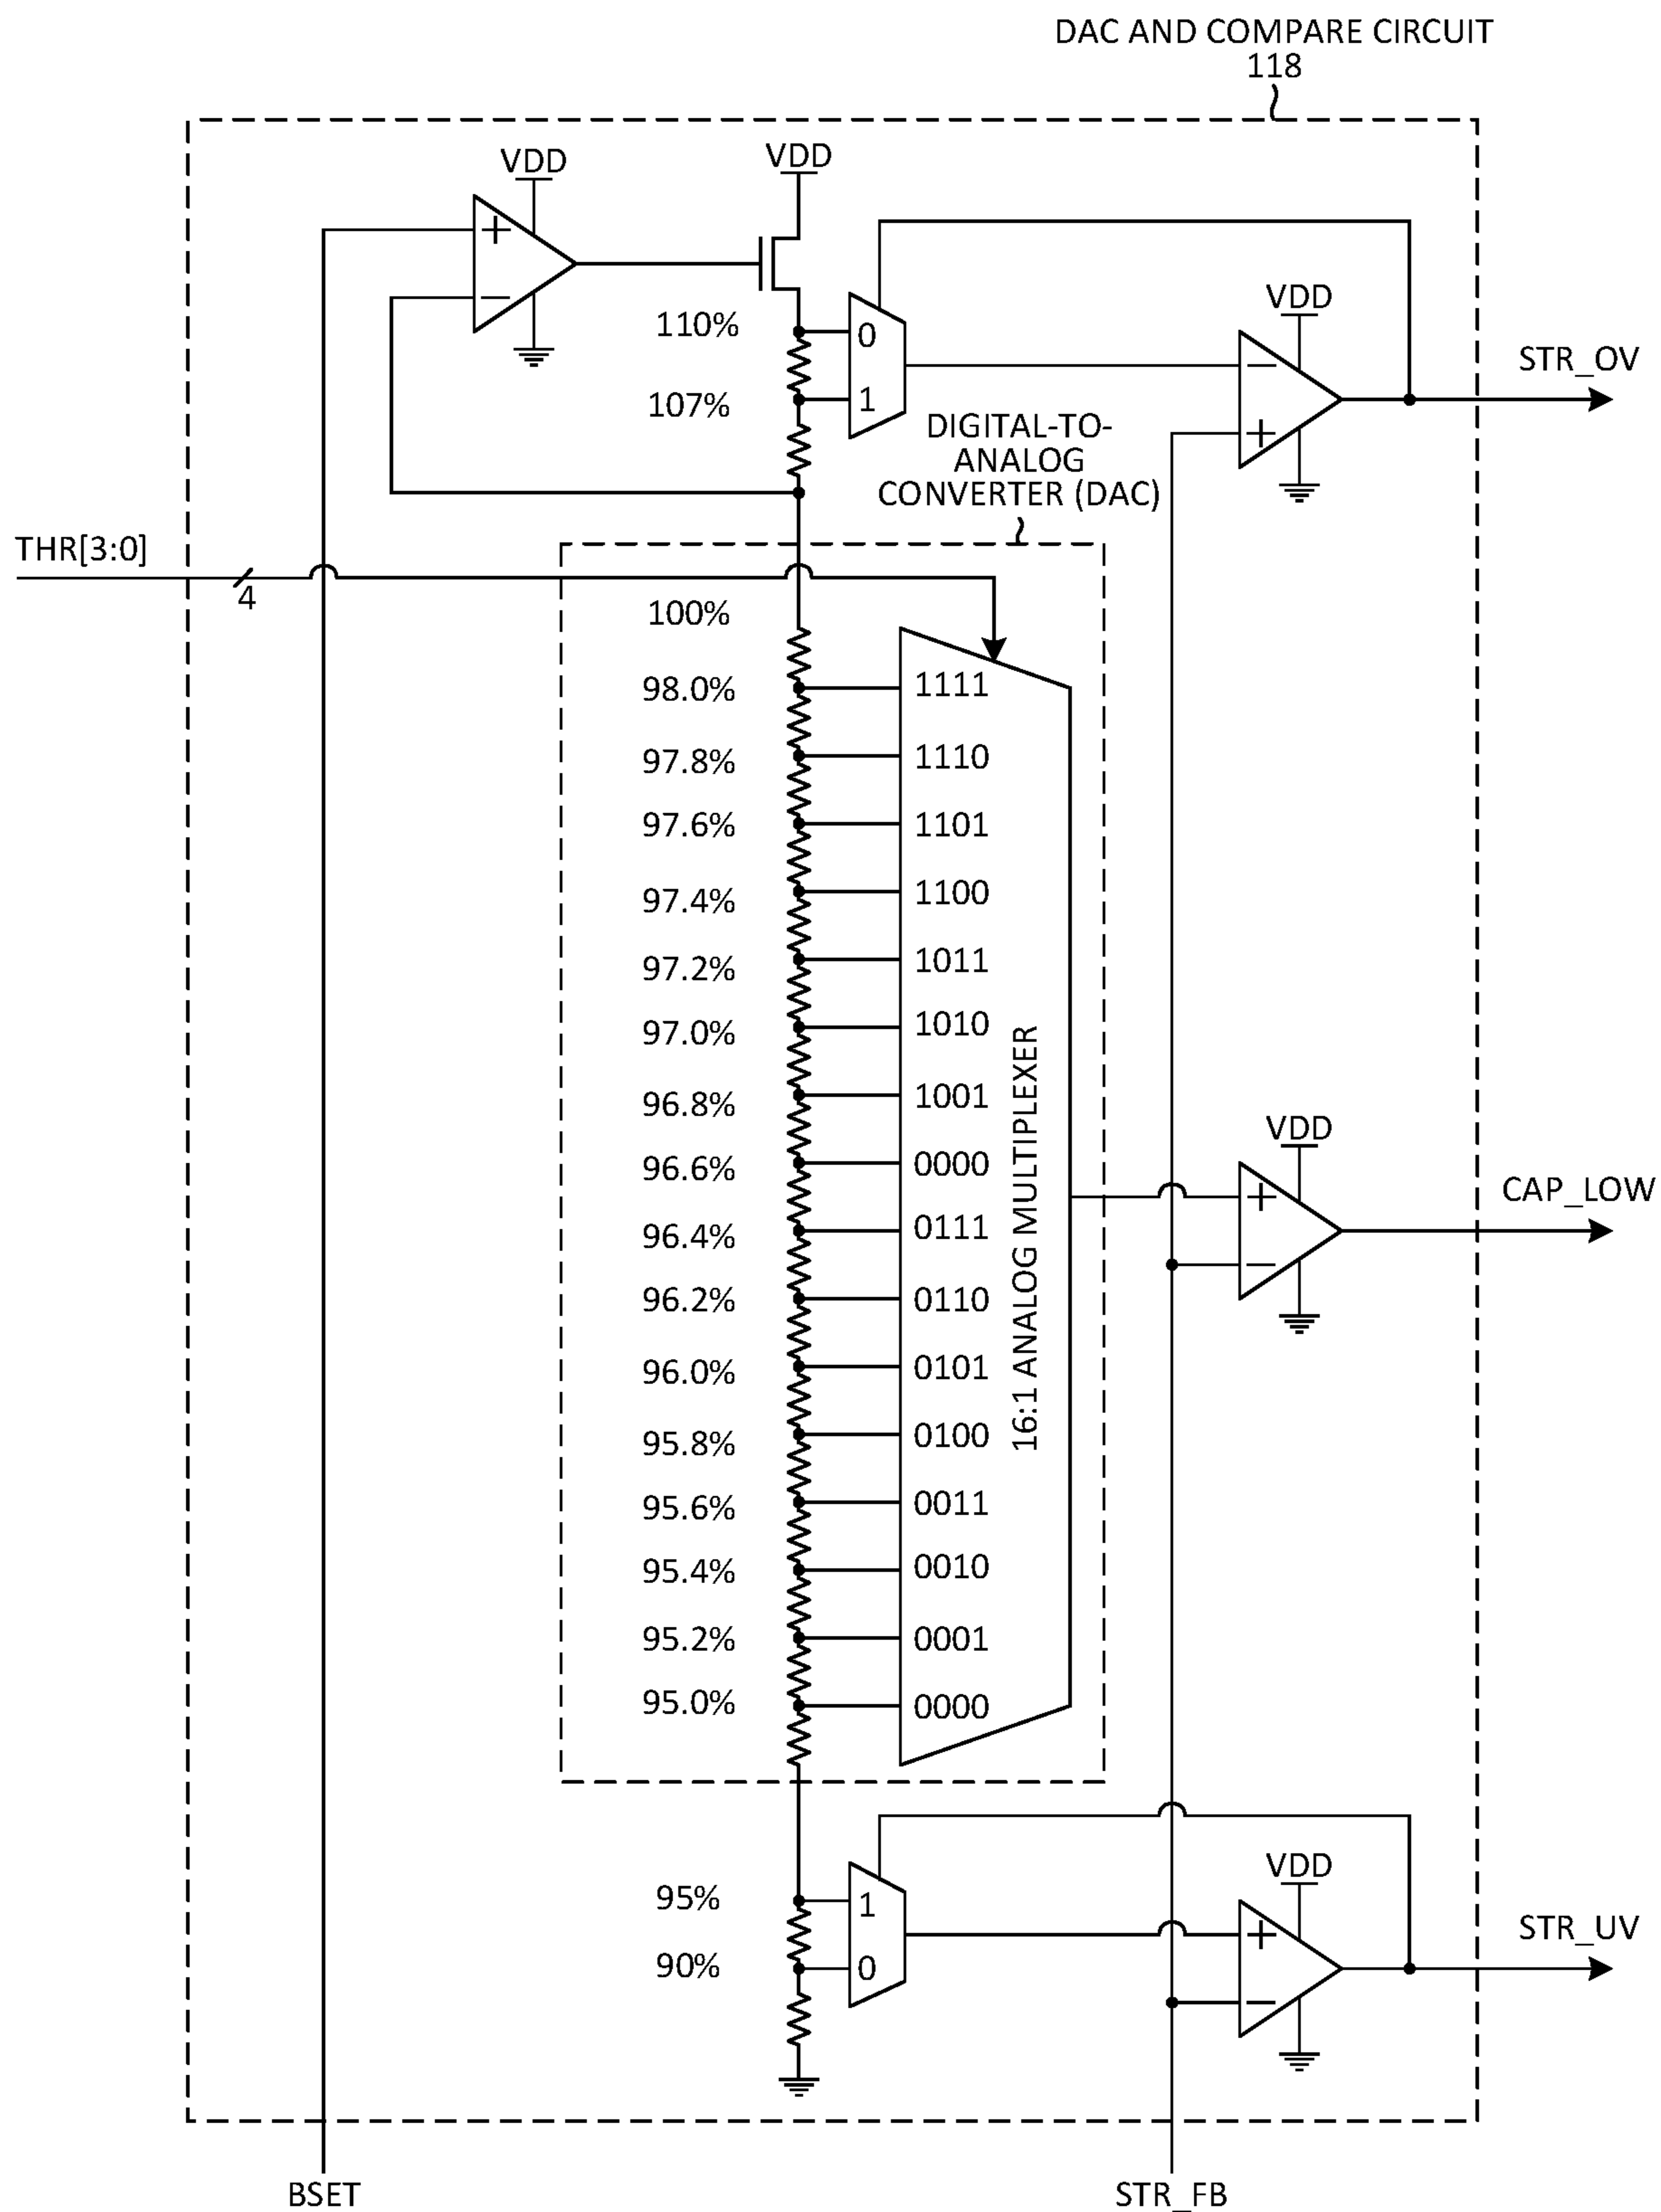 DAC AND COMPARE CIRCUIT
118
VDD
VDD
+
−
110%
0
107%
1
VDD
−
+
STR_OV
DIGITAL-TO-
ANALOG
CONVERTER (DAC)
THR[3:0]
4
100%
98.0% 1111
97.8% 1110
97.6% 1101
97.4% 1100
97.2% 1011
97.0% 1010
96.8% 1001
96.6% 0000
96.4% 0111
96.2% 0110
96.0% 0101
95.8% 0100
95.6% 0011
95.4% 0010
95.2% 0001
95.0% 0000
16:1 ANALOG MULTIPLEXER
VDD
+
−
CAP_LOW
95%
1
90%
0
VDD
+
−
STR_UV
BSET
STR_FB